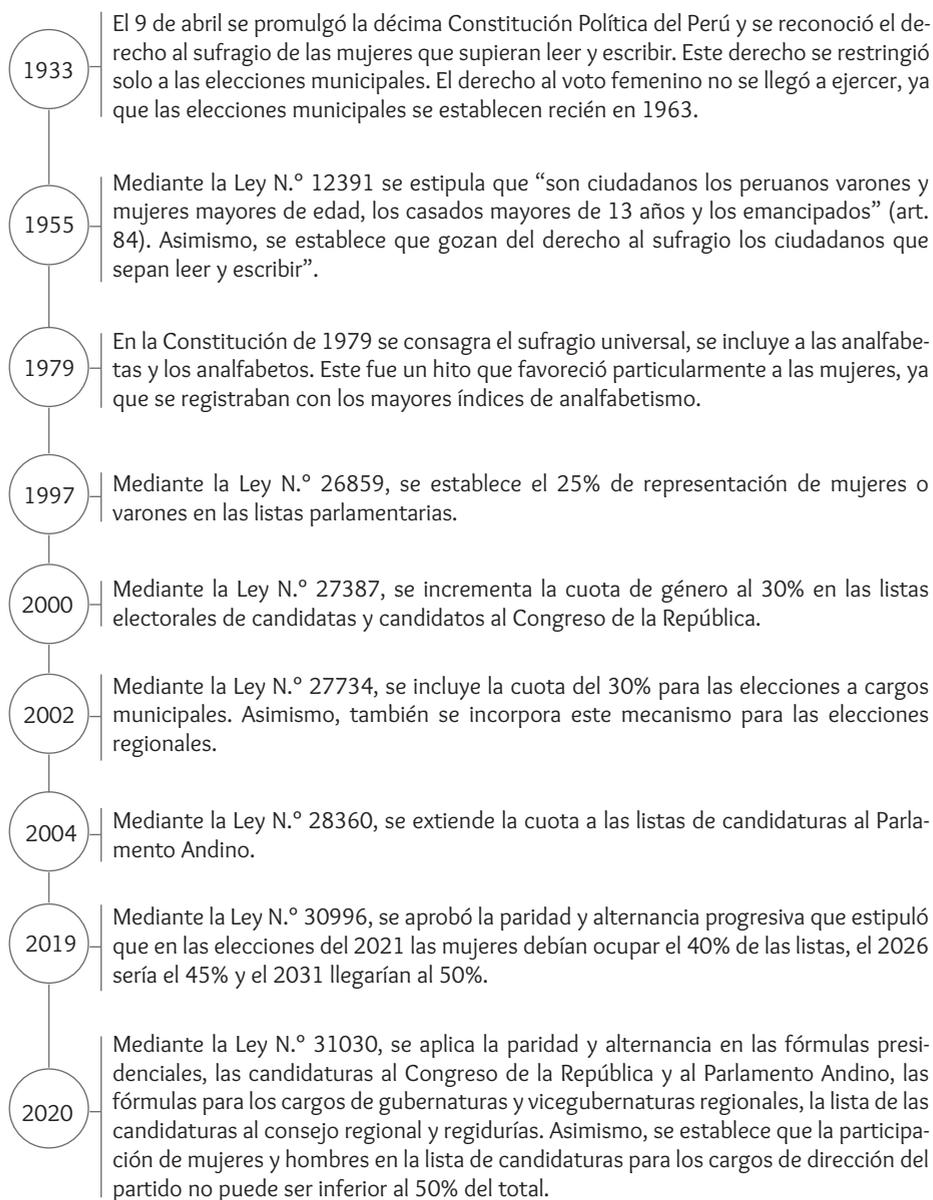 1933
El 9 de abril se promulgó la décima Constitución Política del Perú y se reconoció el de-
recho al sufragio de las mujeres que supieran leer y escribir. Este derecho se restringió
solo a las elecciones municipales. El derecho al voto femenino no se llegó a ejercer, ya
que las elecciones municipales se establecen recién en 1963.
1955
Mediante la Ley N.º 12391 se estipula que “son ciudadanos los peruanos varones y
mujeres mayores de edad, los casados mayores de 13 años y los emancipados” (art.
84). Asimismo, se establece que gozan del derecho al sufragio los ciudadanos que
sepan leer y escribir”.
1979
En la Constitución de 1979 se consagra el sufragio universal, se incluye a las analfabe-
tas y los analfabetos. Este fue un hito que favoreció particularmente a las mujeres, ya
que se registraban con los mayores índices de analfabetismo.
1997
Mediante la Ley N.º 26859, se establece el 25% de representación de mujeres o
varones en las listas parlamentarias.
2000
Mediante la Ley N.º 27387, se incrementa la cuota de género al 30% en las listas
electorales de candidatas y candidatos al Congreso de la República.
2002
Mediante la Ley N.º 27734, se incluye la cuota del 30% para las elecciones a cargos
municipales. Asimismo, también se incorpora este mecanismo para las elecciones
regionales.
2004
Mediante la Ley N.º 28360, se extiende la cuota a las listas de candidaturas al Parla-
mento Andino.
2019
Mediante la Ley N.º 30996, se aprobó la paridad y alternancia progresiva que estipuló
que en las elecciones del 2021 las mujeres debían ocupar el 40% de las listas, el 2026
sería el 45% y el 2031 llegarían al 50%.
2020
Mediante la Ley N.º 31030, se aplica la paridad y alternancia en las fórmulas presi-
denciales, las candidaturas al Congreso de la República y al Parlamento Andino, las
fórmulas para los cargos de gubernaturas y vicegubernaturas regionales, la lista de las
candidaturas al consejo regional y regidurías. Asimismo, se establece que la participa-
ción de mujeres y hombres en la lista de candidaturas para los cargos de dirección del
partido no puede ser inferior al 50% del total.